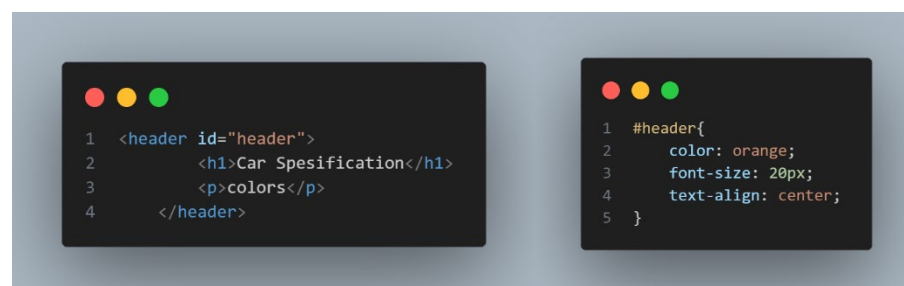 1 <header id="header">
2 <h1>Car Spesification</h1>
3 <p>colors</p>
4 </header>
1 #header{
2 color: orange;
3 font-size: 20px;
4 text-align: center;
5 }